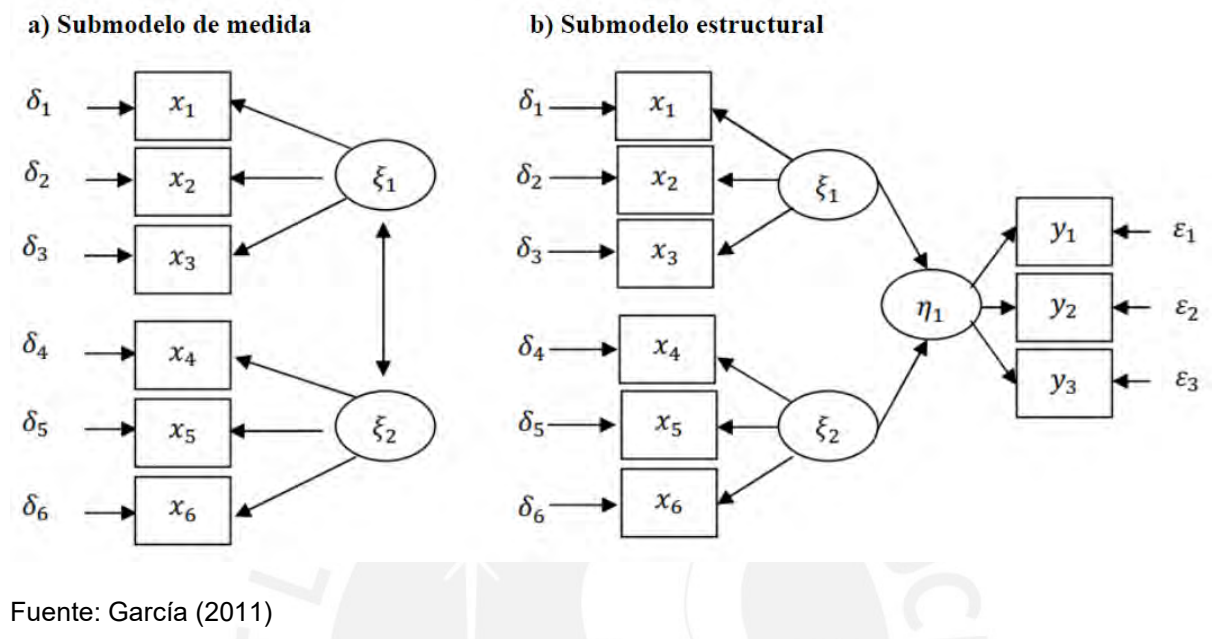 a) Submodelo de medida
b) Submodelo estructural
δ₁ x₁
δ₂ x₂
δ₃ x₃
ξ₁
δ₄ x₄
δ₅ x₅
δ₆ x₆
ξ₂
δ₁ x₁
δ₂ x₂
δ₃ x₃
ξ₁
δ₄ x₄
δ₅ x₅
δ₆ x₆
ξ₂
η₁
y₁ ε₁
y₂ ε₂
y₃ ε₃
Fuente: García (2011)